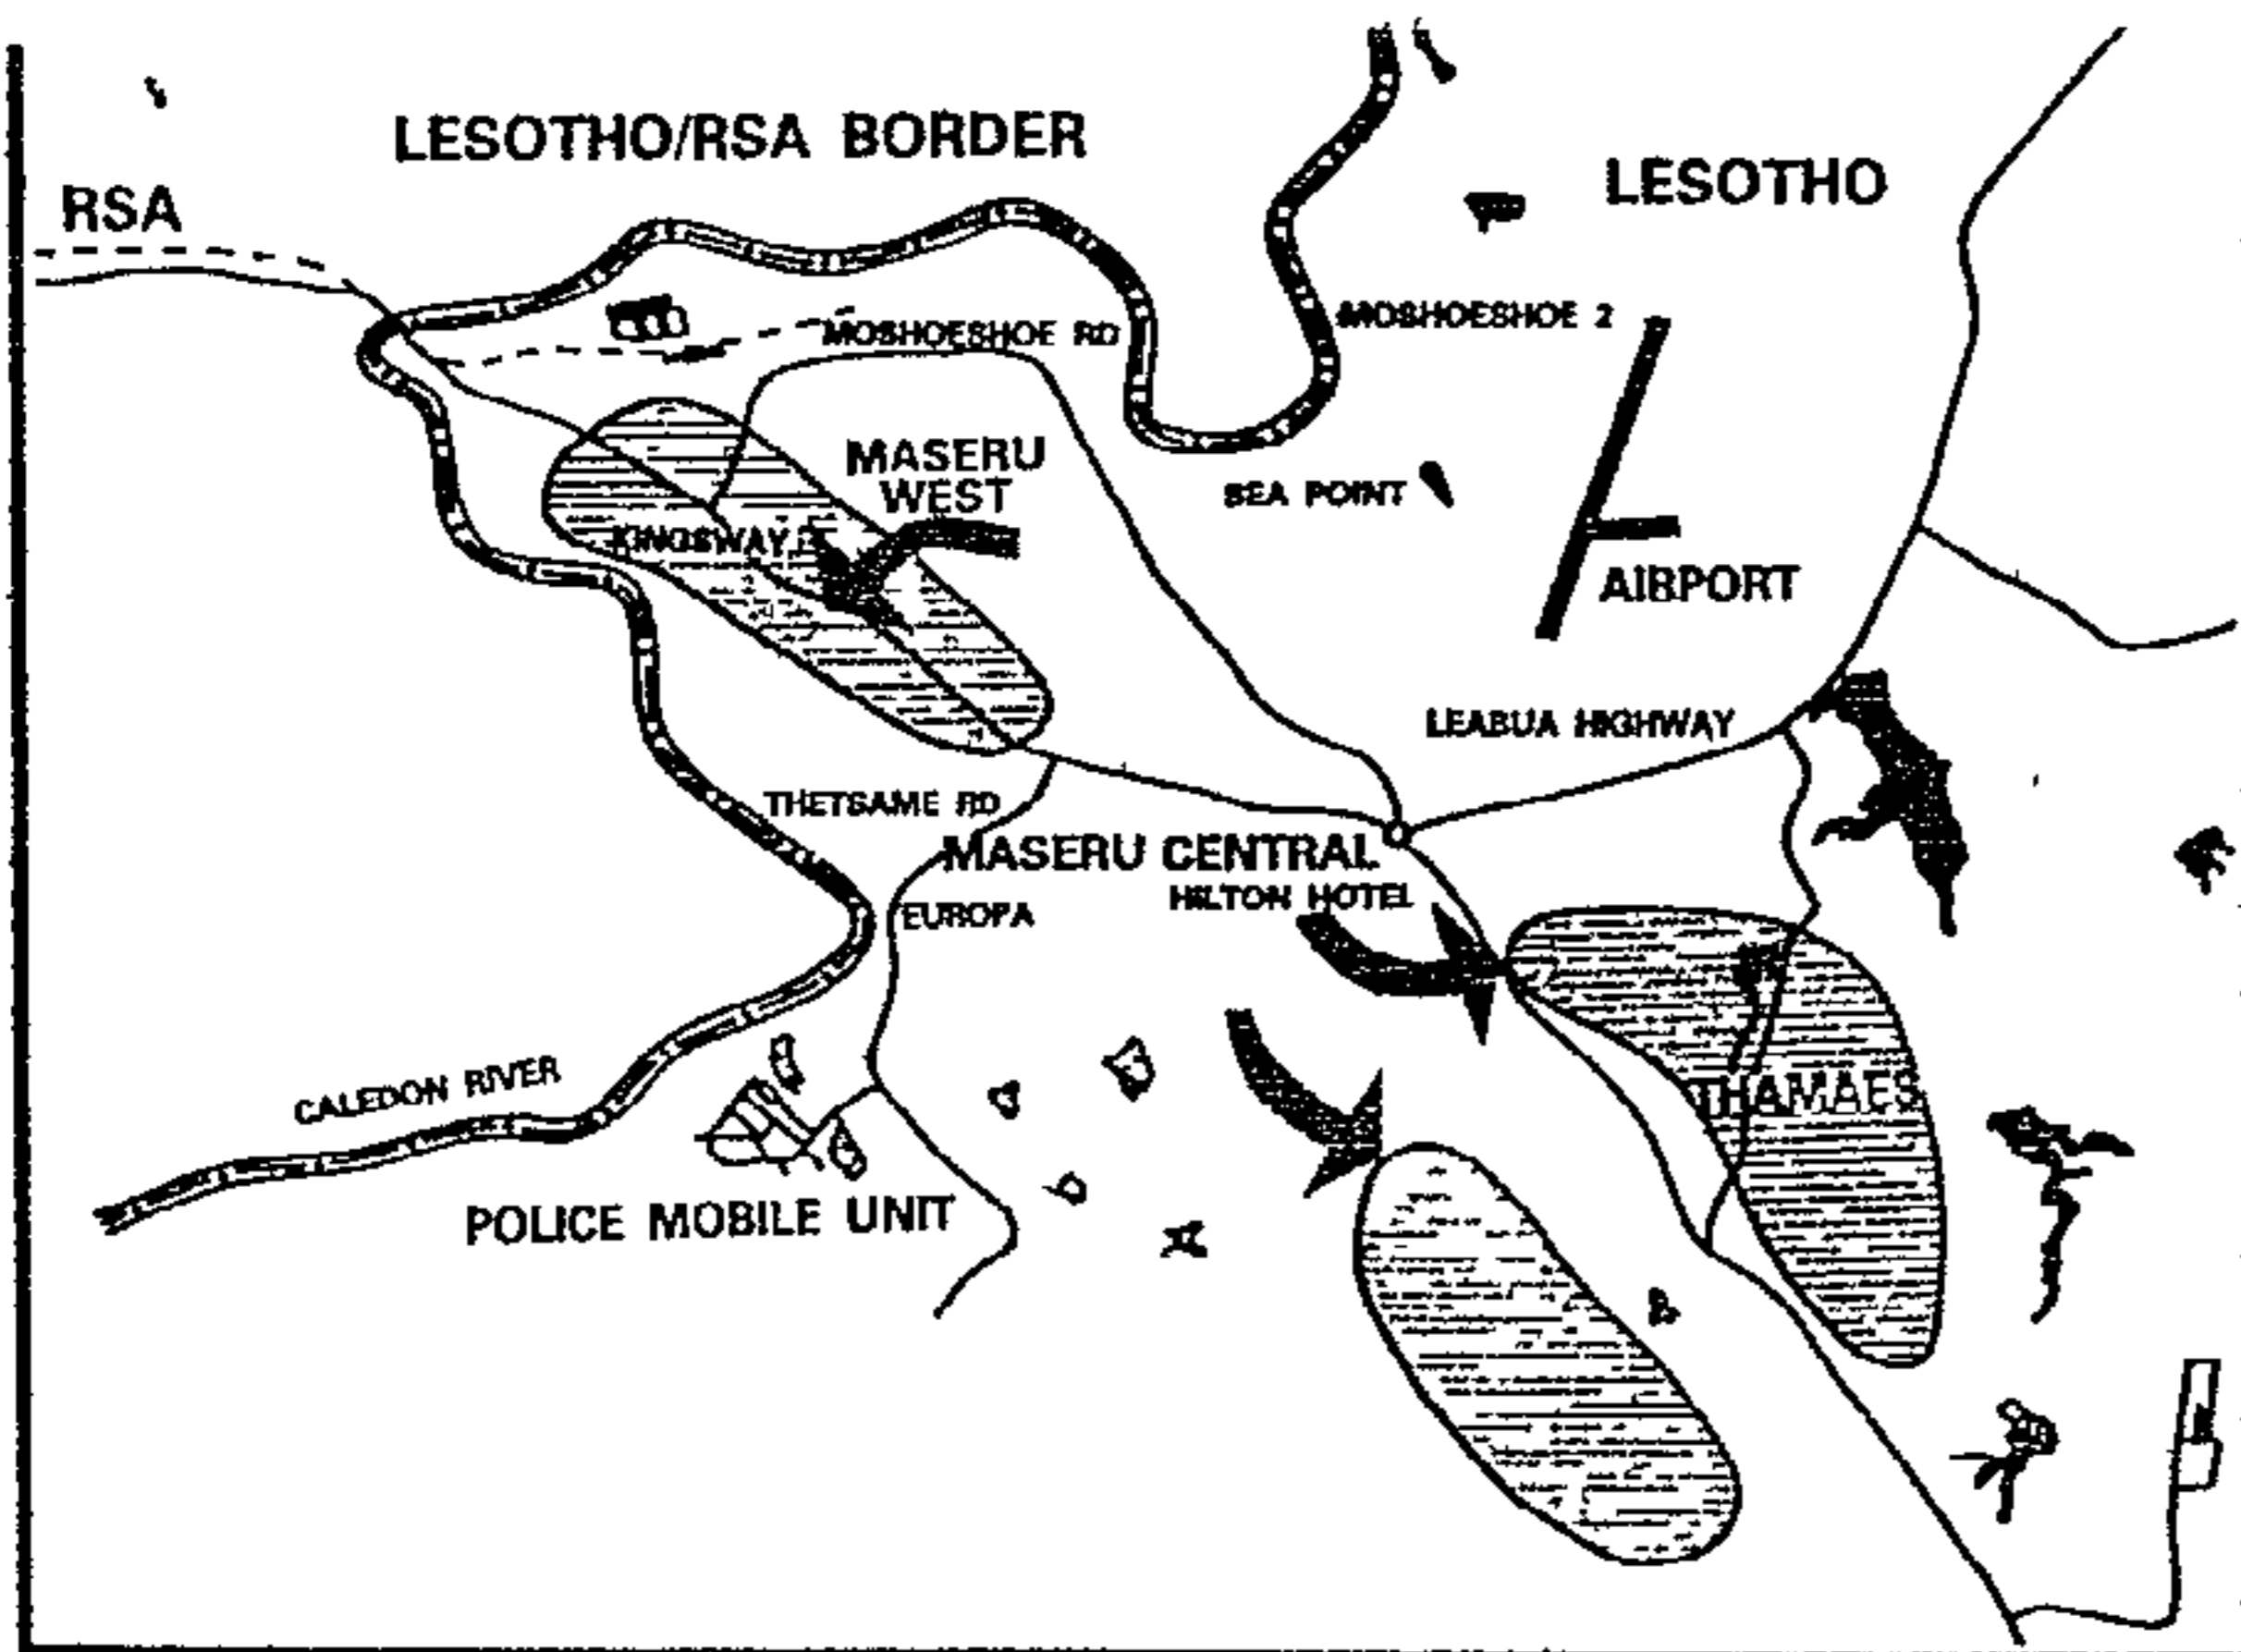 LESOTHO/RSA BORDER
LESOTHO
RSA
MOSHOESHOE 2
MOSHOESHOE RD
MASERU
WEST
SEA POINT
KINGSWAY
AIRPORT
LEABUA HIGHWAY
THETSAME RD
MASERU CENTRAL
HILTON HOTEL
EUROPA
CALEDON RIVER
THAMAES
POLICE MOBILE UNIT